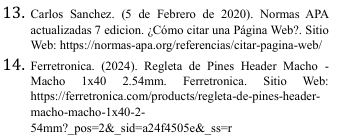 13. Carlos Sanchez. (5 de Febrero de 2020). Normas APA
actualizadas 7 edicion. ¿Cómo citar una Página Web?. Sitio
Web: https://normas-apa.org/referencias/citar-pagina-web/
14. Ferretronica. (2024). Regleta de Pines Header Macho -
Macho 1x40 2.54mm. Ferretronica. Sitio Web:
https://ferretronica.com/products/regleta-de-pines-header-
macho-macho-1x40-2-
54mm?_pos=2&_sid=a24f4505e&_ss=r